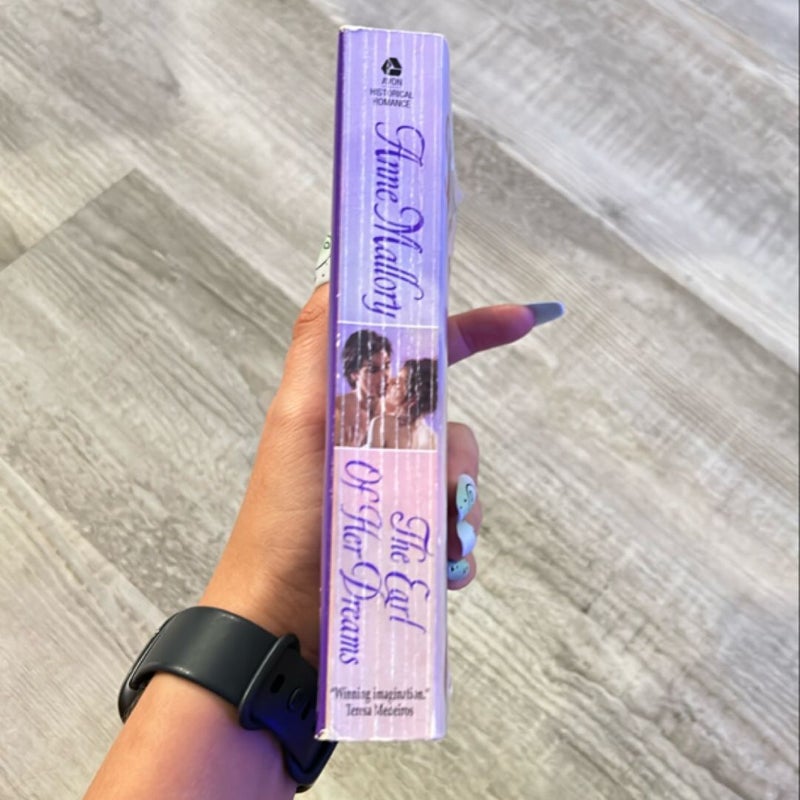 AVON
HISTORICAL
ROMANCE
Anne Mallory
The Earl
Of Her Dreams
"Winning imagination."
Teresa Medeiros